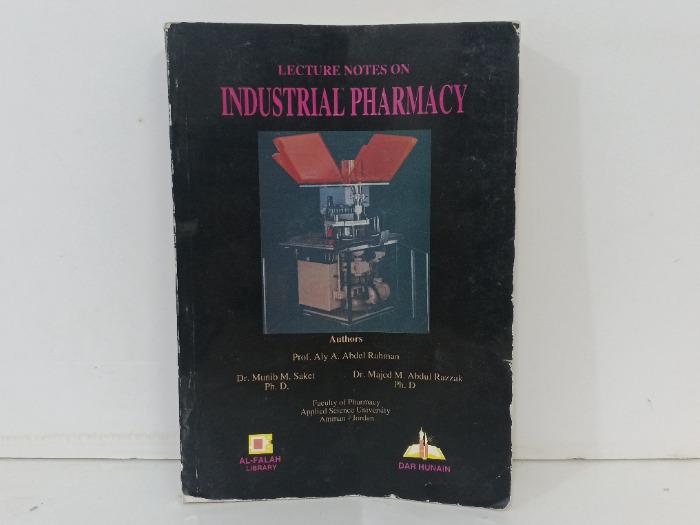 LECTURE NOTES ON
INDUSTRIAL PHARMACY
Authors
Prof. Aly A. Abdel Rahman
Dr. Munib M. Saket
Ph. D.
Dr. Majed M. Abdul Razzak
Ph. D
Faculty of Pharmacy
Applied Science University
Amman - Jordan
AL-FALAH
LIBRARY
DAR HUNAIN